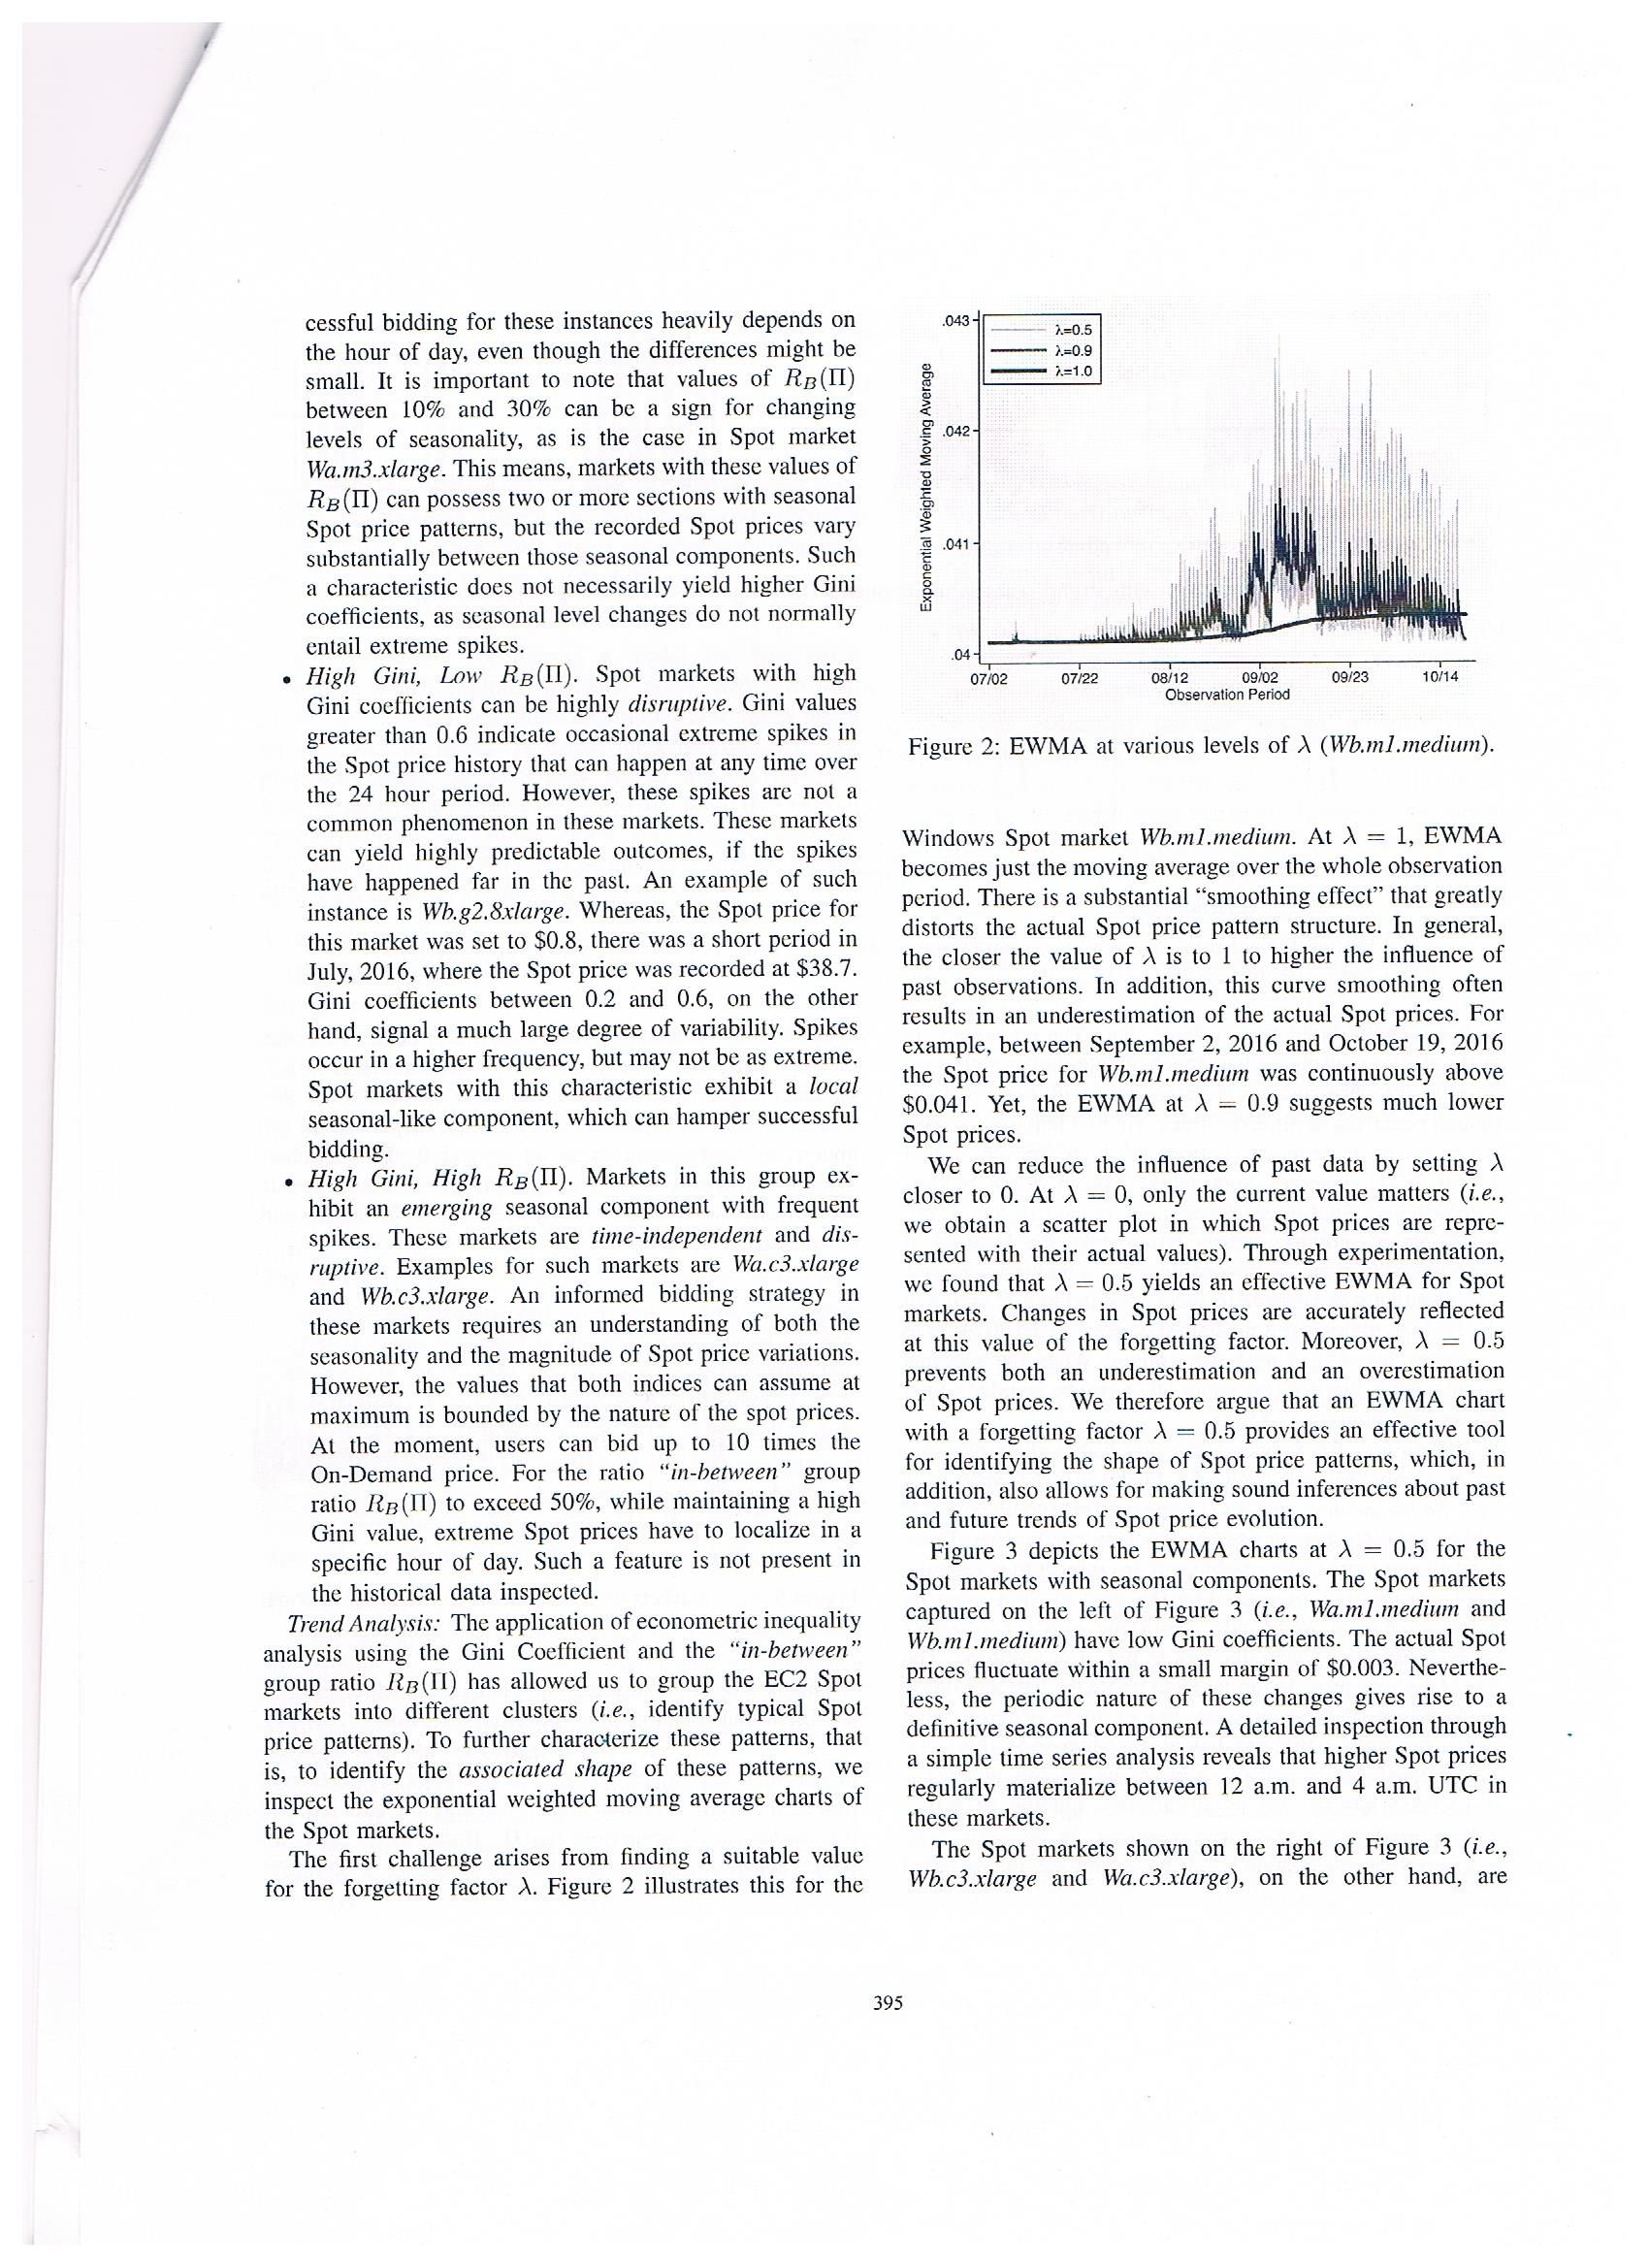 cessful bidding for these instances heavily depends on
the hour of day, even though the differences might be
small. It is important to note that values of R_B(Π)
between 10% and 30% can be a sign for changing
levels of seasonality, as is the case in Spot market
Wa.m3.xlarge. This means, markets with these values of
R_B(Π) can possess two or more sections with seasonal
Spot price patterns, but the recorded Spot prices vary
substantially between those seasonal components. Such
a characteristic does not necessarily yield higher Gini
coefficients, as seasonal level changes do not normally
entail extreme spikes.
• High Gini, Low R_B(Π). Spot markets with high
Gini coefficients can be highly disruptive. Gini values
greater than 0.6 indicate occasional extreme spikes in
the Spot price history that can happen at any time over
the 24 hour period. However, these spikes are not a
common phenomenon in these markets. These markets
can yield highly predictable outcomes, if the spikes
have happened far in the past. An example of such
instance is Wb.g2.8xlarge. Whereas, the Spot price for
this market was set to $0.8, there was a short period in
July, 2016, where the Spot price was recorded at $38.7.
Gini coefficients between 0.2 and 0.6, on the other
hand, signal a much large degree of variability. Spikes
occur in a higher frequency, but may not be as extreme.
Spot markets with this characteristic exhibit a local
seasonal-like component, which can hamper successful
bidding.
• High Gini, High R_B(Π). Markets in this group ex-
hibit an emerging seasonal component with frequent
spikes. These markets are time-independent and dis-
ruptive. Examples for such markets are Wa.c3.xlarge
and Wb.c3.xlarge. An informed bidding strategy in
these markets requires an understanding of both the
seasonality and the magnitude of Spot price variations.
However, the values that both indices can assume at
maximum is bounded by the nature of the spot prices.
At the moment, users can bid up to 10 times the
On-Demand price. For the ratio “in-between” group
ratio R_B(Π) to exceed 50%, while maintaining a high
Gini value, extreme Spot prices have to localize in a
specific hour of day. Such a feature is not present in
the historical data inspected.
Trend Analysis: The application of econometric inequality
analysis using the Gini Coefficient and the “in-between”
group ratio R_B(Π) has allowed us to group the EC2 Spot
markets into different clusters (i.e., identify typical Spot
price patterns). To further characterize these patterns, that
is, to identify the associated shape of these patterns, we
inspect the exponential weighted moving average charts of
the Spot markets.
The first challenge arises from finding a suitable value
for the forgetting factor λ. Figure 2 illustrates this for the
.043
.042
.041
.04
Exponential Weighted Moving Average
λ=0.5
λ=0.9
λ=1.0
07/02 07/22 08/12 09/02 09/23 10/14
Observation Period
Figure 2: EWMA at various levels of λ (Wb.m1.medium).
Windows Spot market Wb.m1.medium. At λ = 1, EWMA
becomes just the moving average over the whole observation
period. There is a substantial “smoothing effect” that greatly
distorts the actual Spot price pattern structure. In general,
the closer the value of λ is to 1 to higher the influence of
past observations. In addition, this curve smoothing often
results in an underestimation of the actual Spot prices. For
example, between September 2, 2016 and October 19, 2016
the Spot price for Wb.m1.medium was continuously above
$0.041. Yet, the EWMA at λ = 0.9 suggests much lower
Spot prices.
We can reduce the influence of past data by setting λ
closer to 0. At λ = 0, only the current value matters (i.e.,
we obtain a scatter plot in which Spot prices are repre-
sented with their actual values). Through experimentation,
we found that λ = 0.5 yields an effective EWMA for Spot
markets. Changes in Spot prices are accurately reflected
at this value of the forgetting factor. Moreover, λ = 0.5
prevents both an underestimation and an overestimation
of Spot prices. We therefore argue that an EWMA chart
with a forgetting factor λ = 0.5 provides an effective tool
for identifying the shape of Spot price patterns, which, in
addition, also allows for making sound inferences about past
and future trends of Spot price evolution.
Figure 3 depicts the EWMA charts at λ = 0.5 for the
Spot markets with seasonal components. The Spot markets
captured on the left of Figure 3 (i.e., Wa.m1.medium and
Wb.m1.medium) have low Gini coefficients. The actual Spot
prices fluctuate within a small margin of $0.003. Neverthe-
less, the periodic nature of these changes gives rise to a
definitive seasonal component. A detailed inspection through
a simple time series analysis reveals that higher Spot prices
regularly materialize between 12 a.m. and 4 a.m. UTC in
these markets.
The Spot markets shown on the right of Figure 3 (i.e.,
Wb.c3.xlarge and Wa.c3.xlarge), on the other hand, are
395